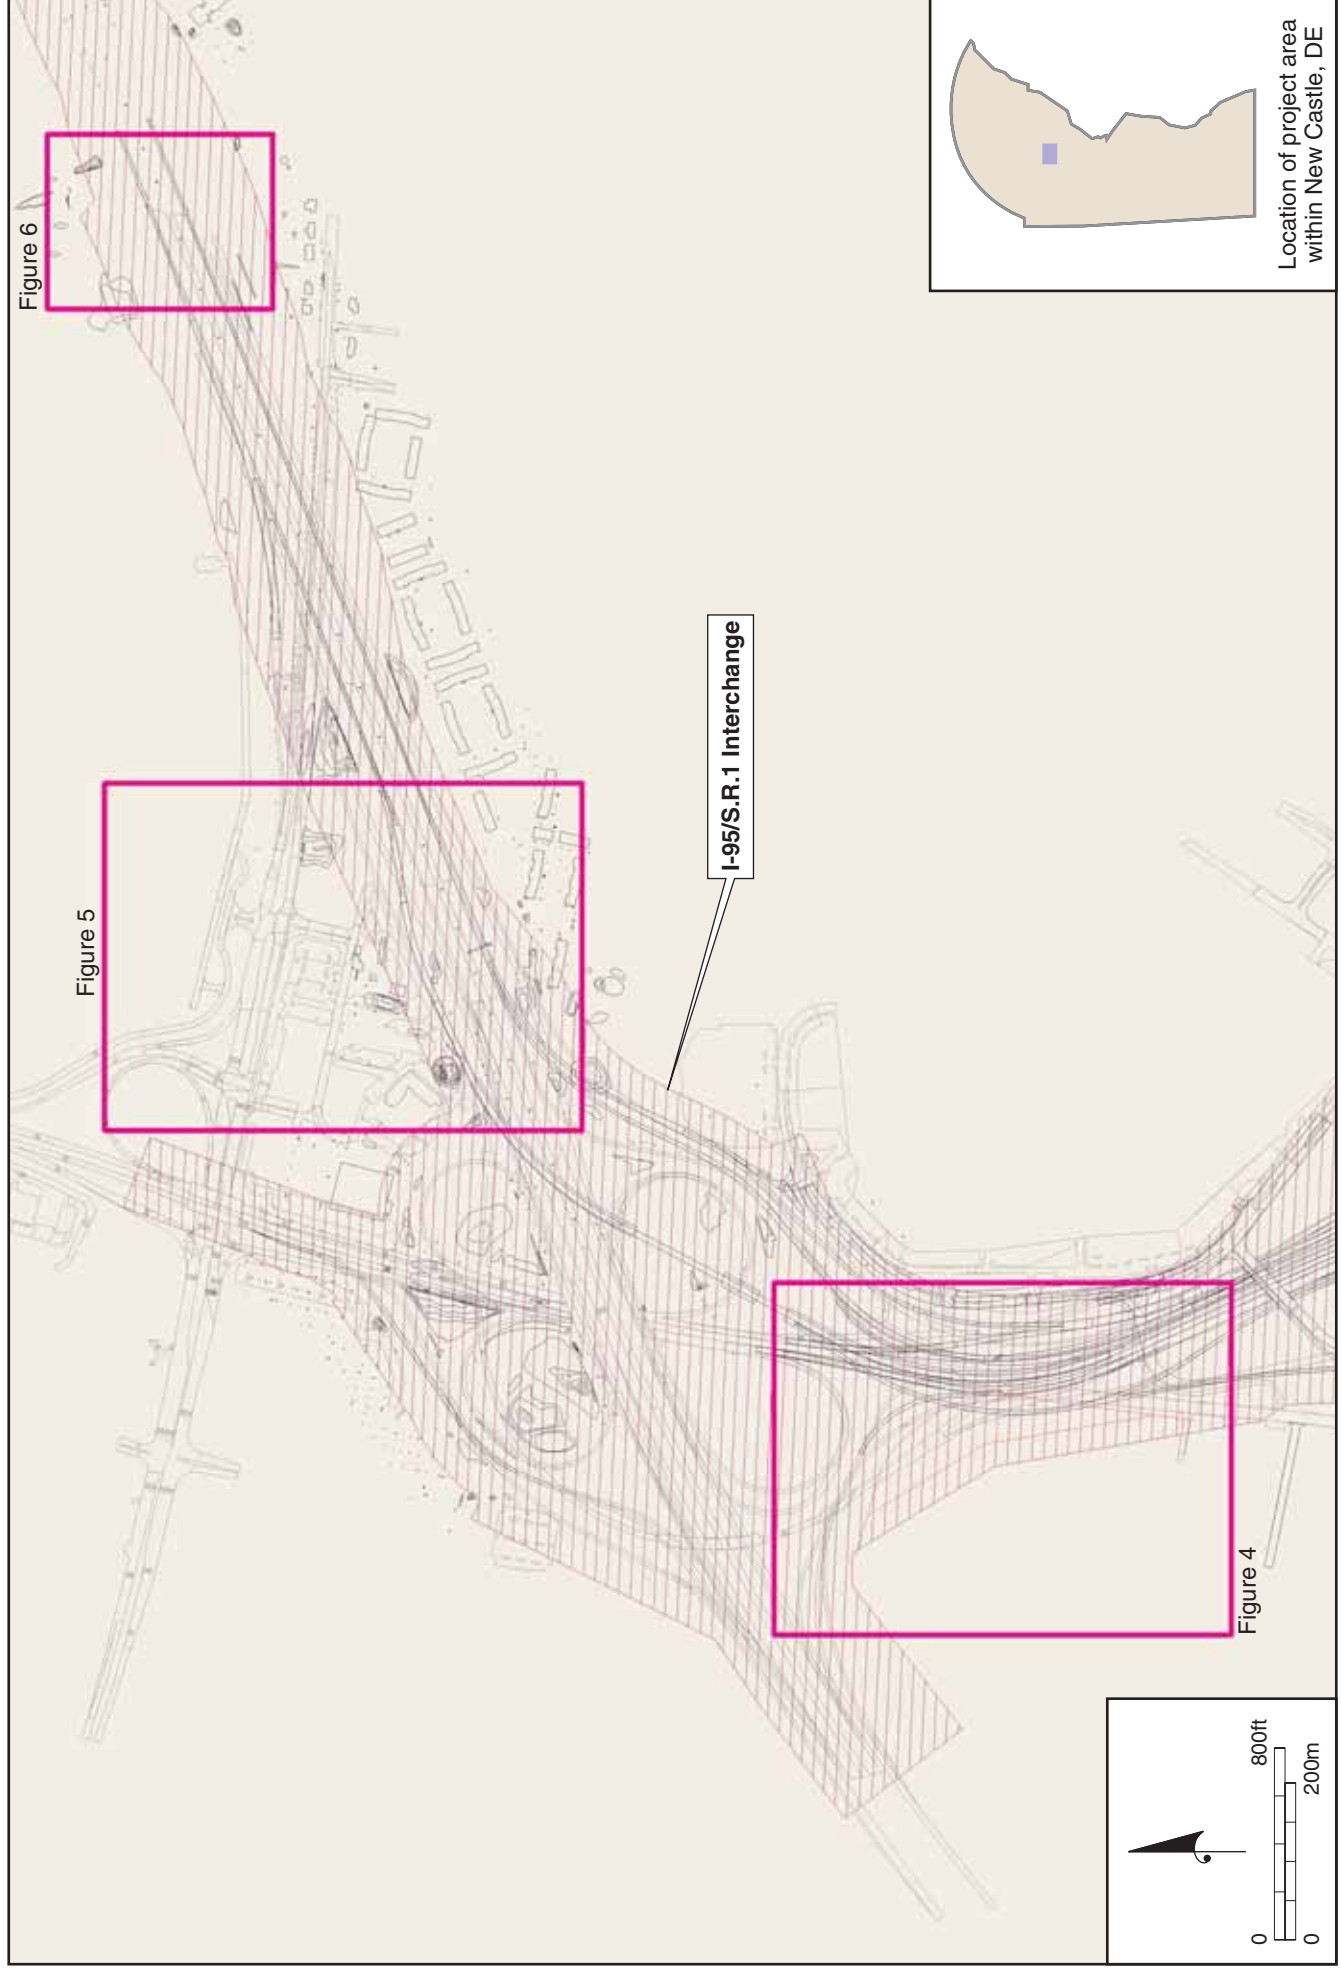 Figure 6
Figure 5
I-95/S.R.1 Interchange
Figure 4
0 800ft
0 200m
Location of project area
within New Castle, DE